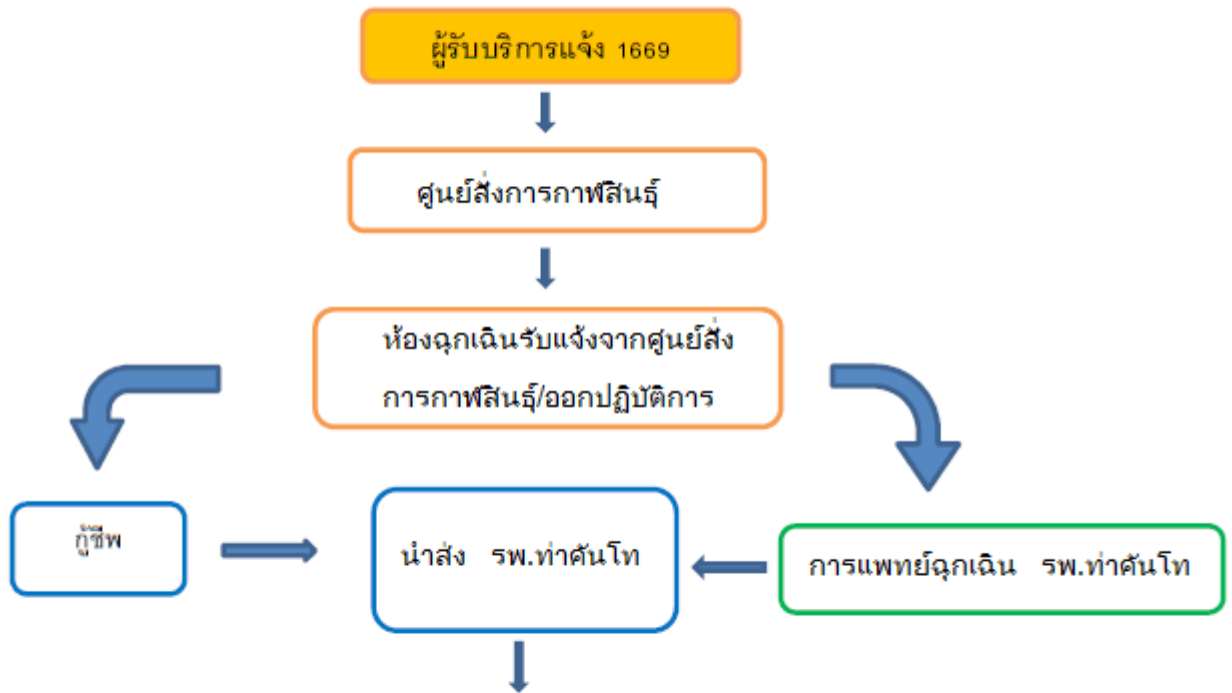 ผู้รับบริการแจ้ง 1669
ศูนย์สั่งการกาฬสินธุ์
ห้องฉุกเฉินรับแจ้งจากศูนย์สั่ง
การกาฬสินธุ์/ออกปฏิบัติการ
กู้ชีพ
นำส่ง รพ.ท่าคันโท
การแพทย์ฉุกเฉิน รพ.ท่าคันโท